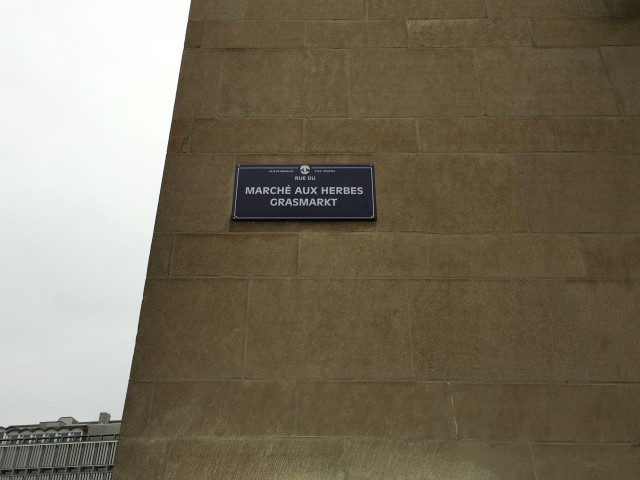 RUE DU
MARCHÉ AUX HERBES
GRASMARKT